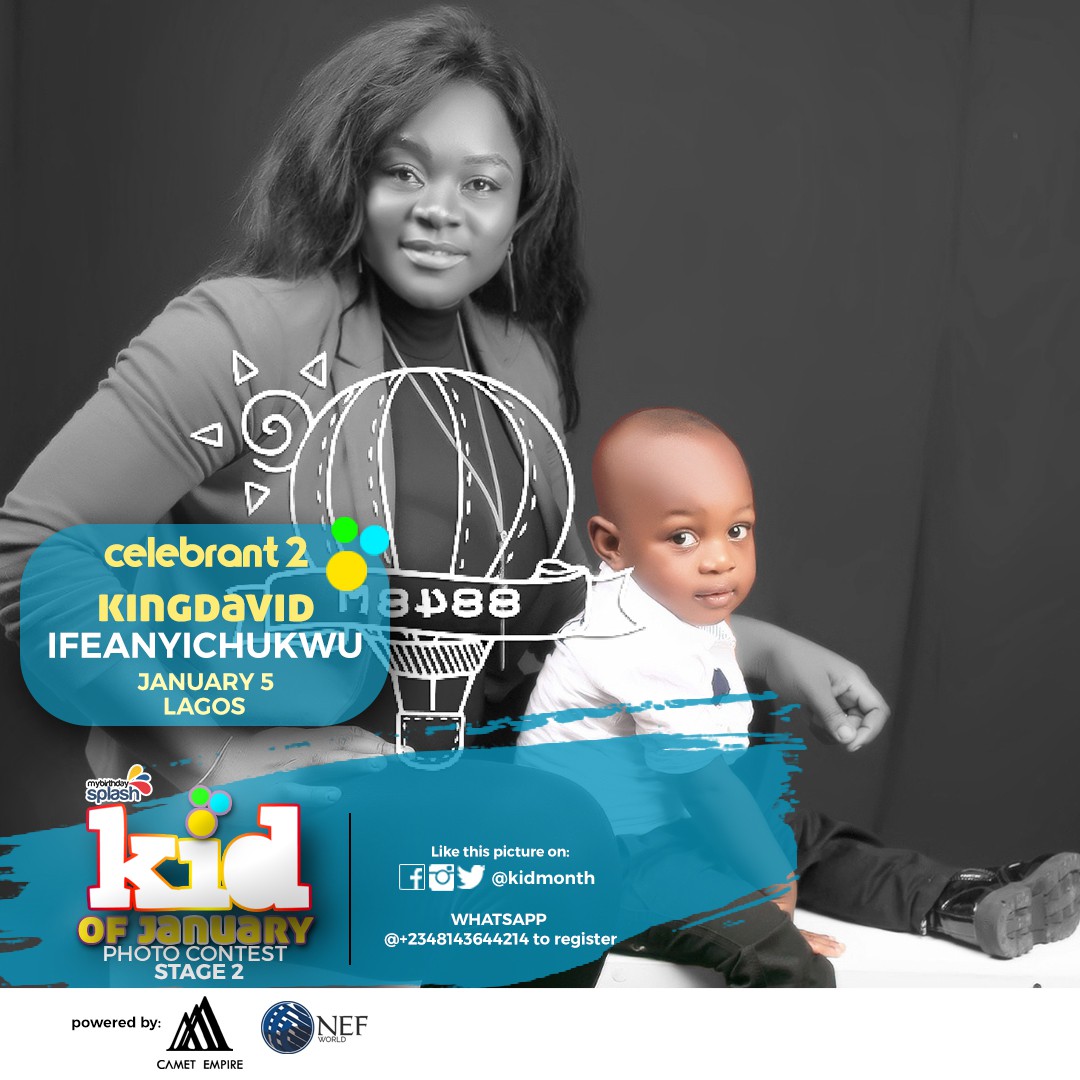 celebrant 2
KINGDAVID
IFEANYICHUKWU
JANUARY 5
LAGOS
mybirthday
splash
kid
OF JANUARY
PHOTO CONTEST
STAGE 2
Like this picture on:
@kidmonth
WHATSAPP
@+2348143644214 to register
powered by:
CAMET EMPIRE
NEF
WORLD